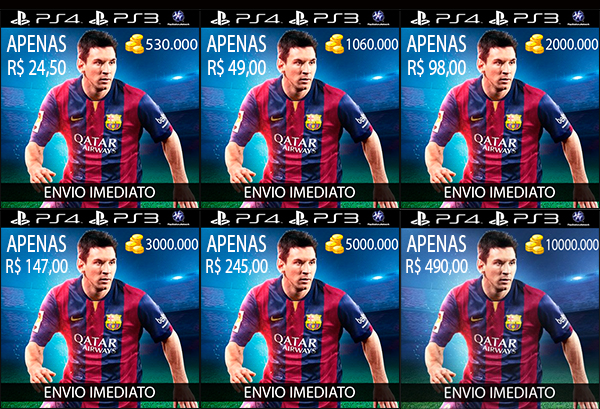 PS4 PS3
APENAS 530.000
R$ 24,50
QATAR
AIRWAYS
ENVIO IMEDIATO
PS4 PS3
APENAS 1060.000
R$ 49,00
QATAR
AIRWAYS
ENVIO IMEDIATO
PS4 PS3
APENAS 2000.000
R$ 98,00
QATAR
AIRWAYS
ENVIO IMEDIATO
PS4 PS3
APENAS 3000.000
R$ 147,00
QATAR
AIRWAYS
ENVIO IMEDIATO
PS4 PS3
APENAS 5000.000
R$ 245,00
QATAR
AIRWAYS
ENVIO IMEDIATO
PS4 PS3
APENAS 10000.000
R$ 490,00
QATAR
AIRWAYS
ENVIO IMEDIATO